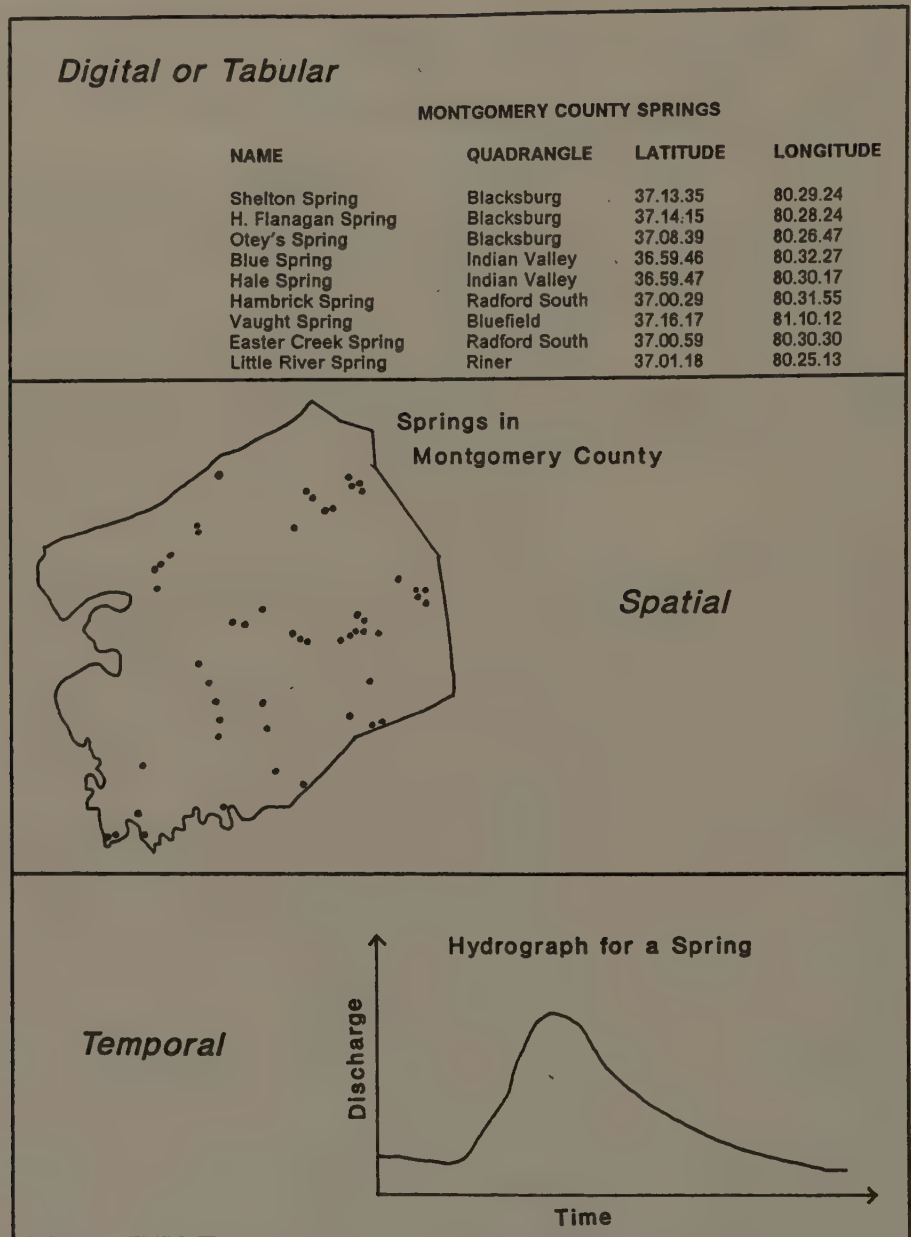 Digital or Tabular
MONTGOMERY COUNTY SPRINGS
NAME QUADRANGLE LATITUDE LONGITUDE
Shelton Spring Blacksburg 37.13.35 80.29.24
H. Flanagan Spring Blacksburg 37.14.15 80.28.24
Otey's Spring Blacksburg 37.08.39 80.26.47
Blue Spring Indian Valley 36.59.46 80.32.27
Hale Spring Indian Valley 36.59.47 80.30.17
Hambrick Spring Radford South 37.00.29 80.31.55
Vaught Spring Bluefield 37.16.17 81.10.12
Easter Creek Spring Radford South 37.00.59 80.30.30
Little River Spring Riner 37.01.18 80.25.13
Springs in
Montgomery County
Spatial
Temporal
Hydrograph for a Spring
Discharge
Time